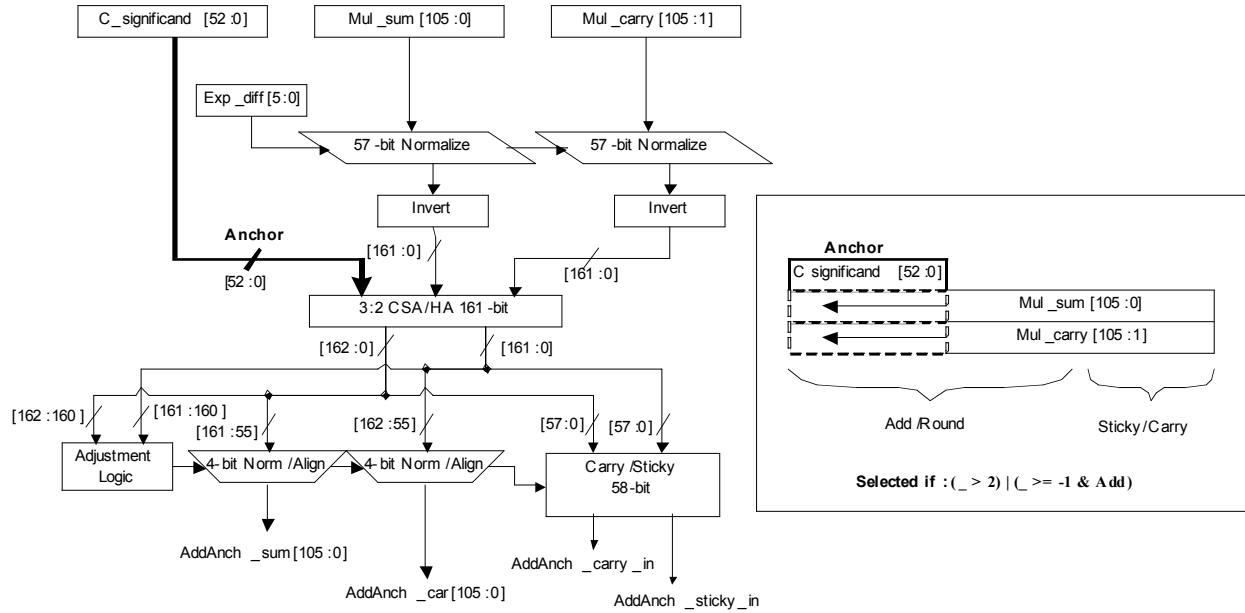 C_significand [52:0]
Mul_sum [105:0]
Mul_carry [105:1]
Exp_diff [5:0]
57-bit Normalize
57-bit Normalize
Invert
Invert
Anchor
[52:0]
[161:0]
[161:0]
3:2 CSA/HA 161-bit
[162:0]
[161:0]
[162:160]
[161:160]
[161:55]
[162:55]
[57:0]
[57:0]
Adjustment
Logic
4-bit Norm/Align
4-bit Norm/Align
Carry/Sticky
58-bit
AddAnch_sum[105:0]
AddAnch_car[105:0]
AddAnch_carry_in
AddAnch_sticky_in
Anchor
C significand [52:0]
Mul_sum [105:0]
Mul_carry [105:1]
Add/Round
Sticky/Carry
Selected if : (_ > 2) | (_ >= -1 & Add)